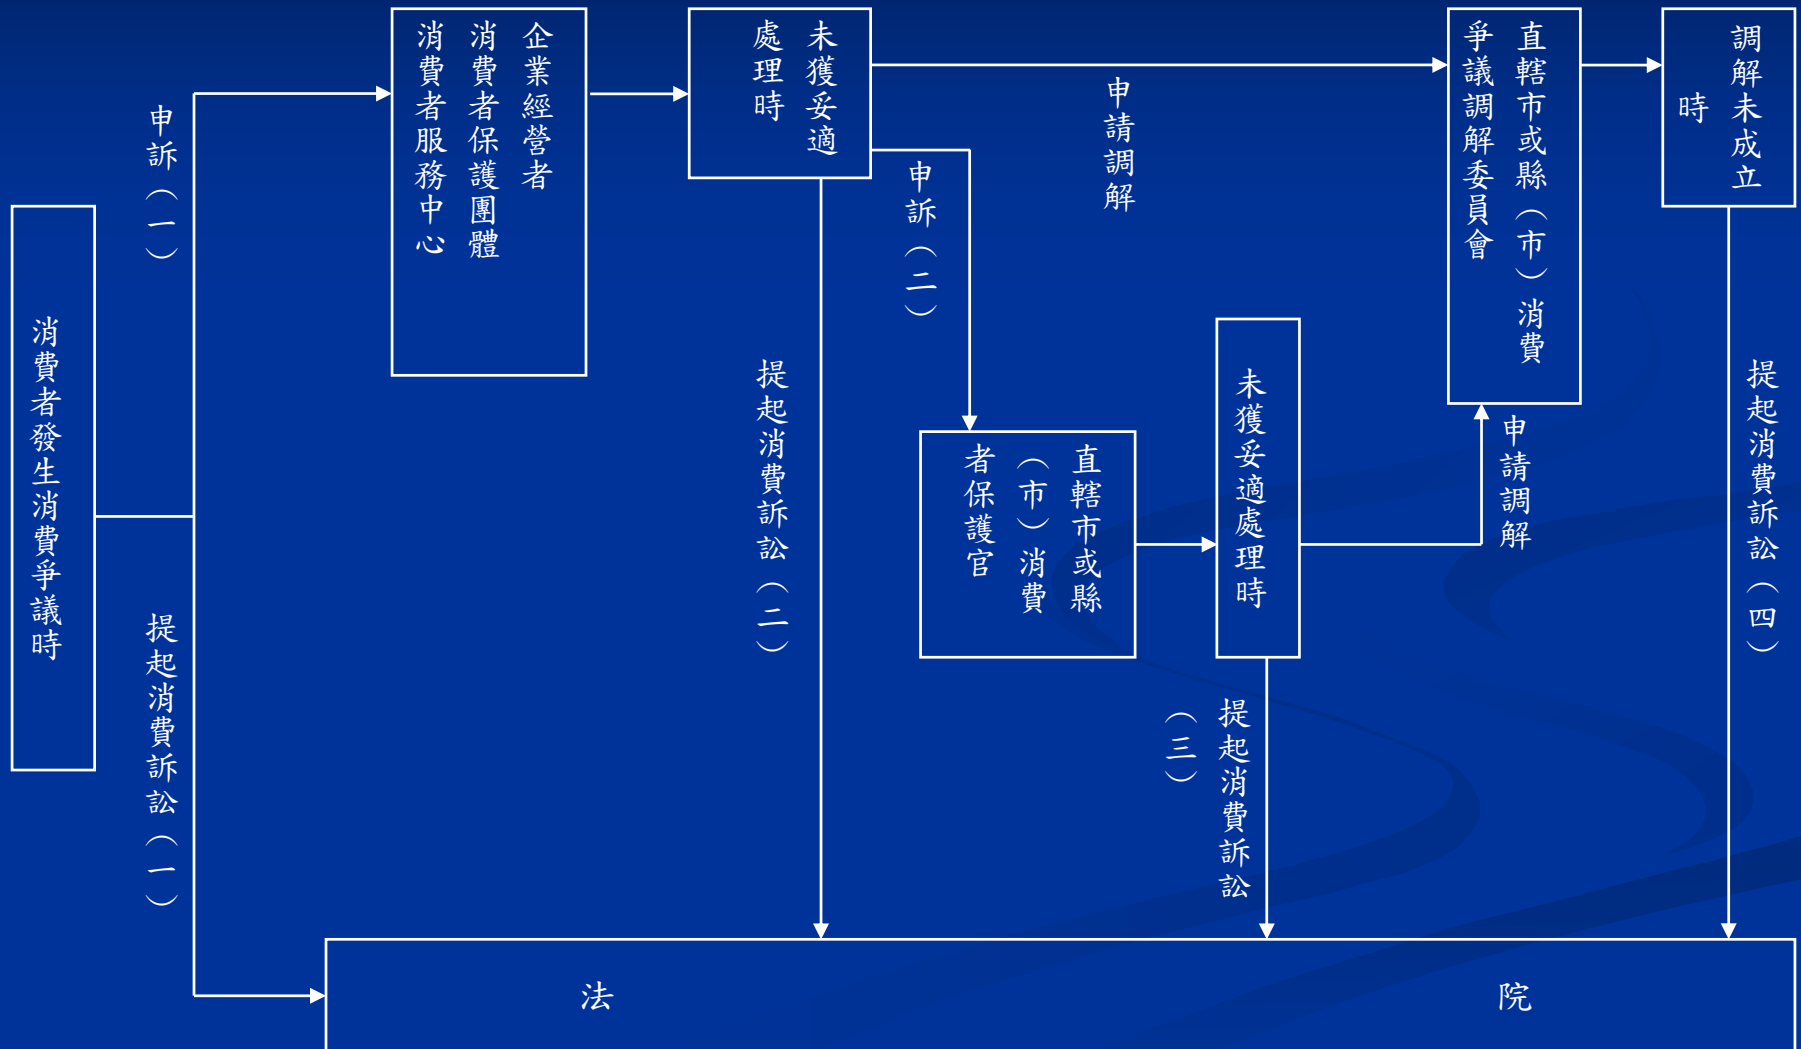 消費者發生消費爭議時
申訴（一）
提起消費訴訟（一）
企業經營者
消費者保護團體
消費者服務中心
未獲妥適
處理時
申請調解
申訴（二）
提起消費訴訟（二）
直轄市或縣
（市）消費
者保護官
未獲妥適處理時
申請調解
提起消費訴訟
（三）
直轄市或縣（市）消費
爭議調解委員會
調解未成立
時
提起消費訴訟（四）
法院